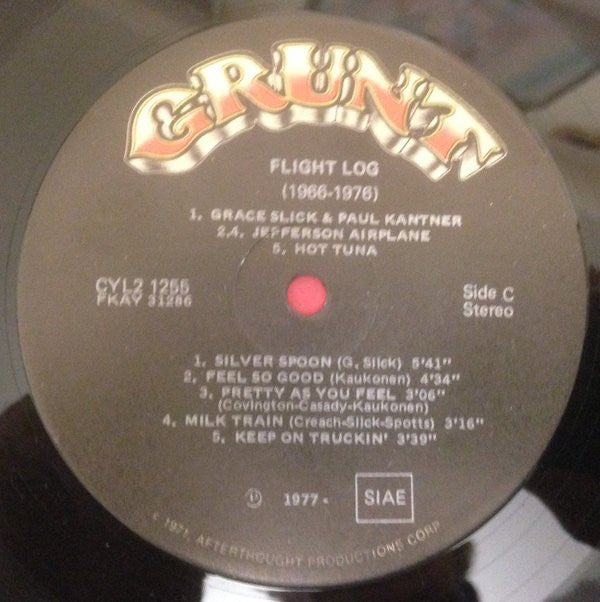 GRUNT
FLIGHT LOG
(1966-1976)
1. GRACE SLICK & PAUL KANTNER
2,4. JEFFERSON AIRPLANE
5. HOT TUNA
CYL2 1255
PKAY 31286
Side C
Stereo
1. SILVER SPOON (G. Slick) 5'41"
2. FEEL SO GOOD (Kaukonen) 4'34"
3. PRETTY AS YOU FEEL 3'06"
(Covington-Casady-Kaukonen)
4. MILK TRAIN (Creach-Slick-Spotts) 3'16"
5. KEEP ON TRUCKIN' 3'39"
℗ 1977 •
SIAE
© 1971, AFTERTHOUGHT PRODUCTIONS CORP